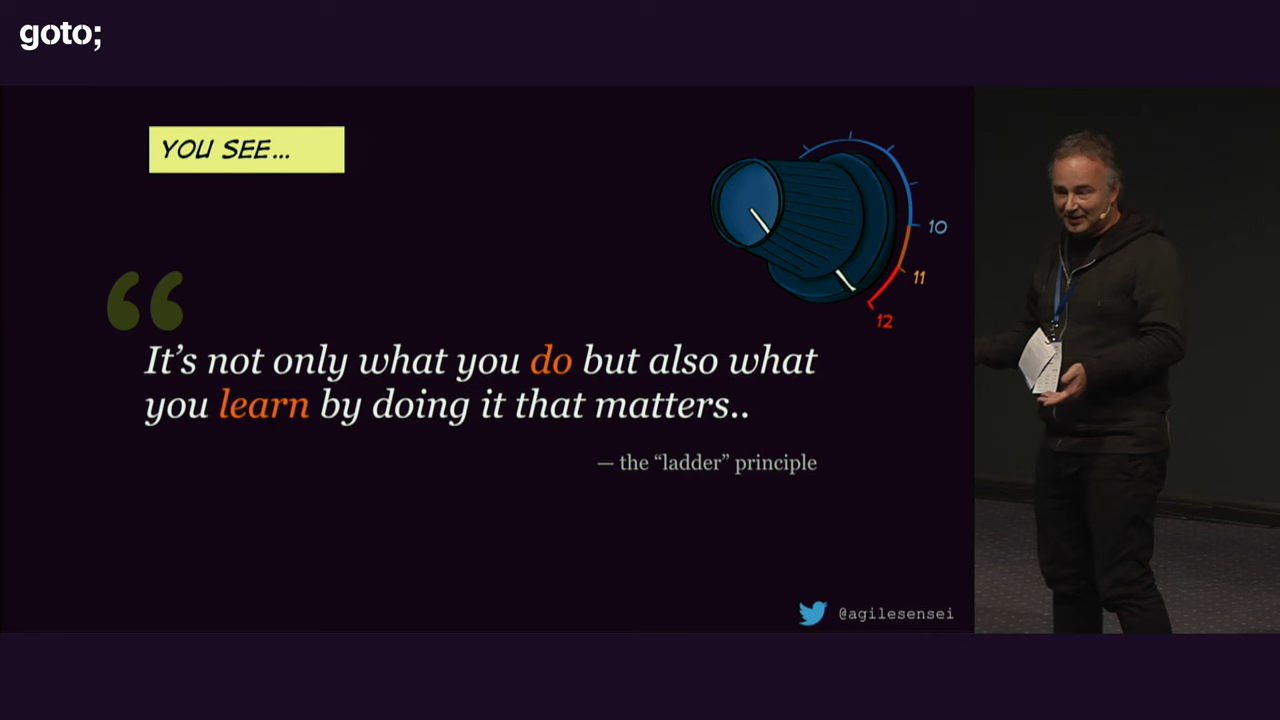 goto;
YOU SEE...
“
It’s not only what you do but also what
you learn by doing it that matters..
— the “ladder” principle
10
11
12
@agilesensei